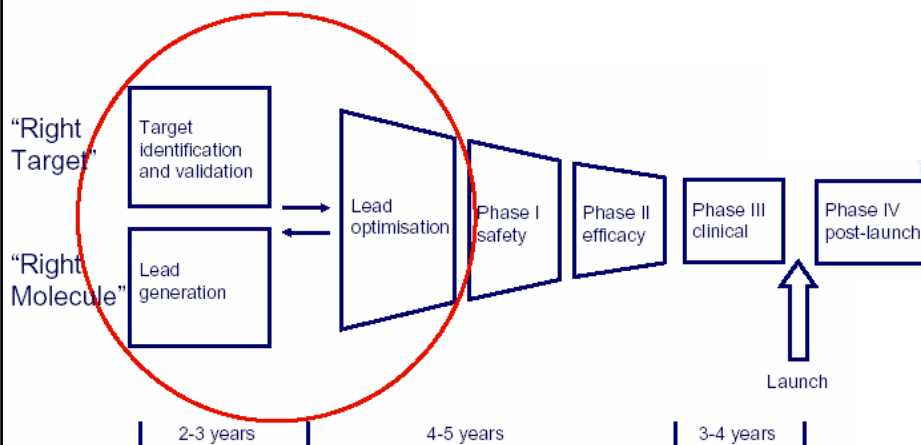 “Right
Target”
Target
identification
and validation
“Right
Molecule”
Lead
generation
Lead
optimisation
Phase I
safety
Phase II
efficacy
Phase III
clinical
Phase IV
post-launch
Launch
2-3 years
4-5 years
3-4 years